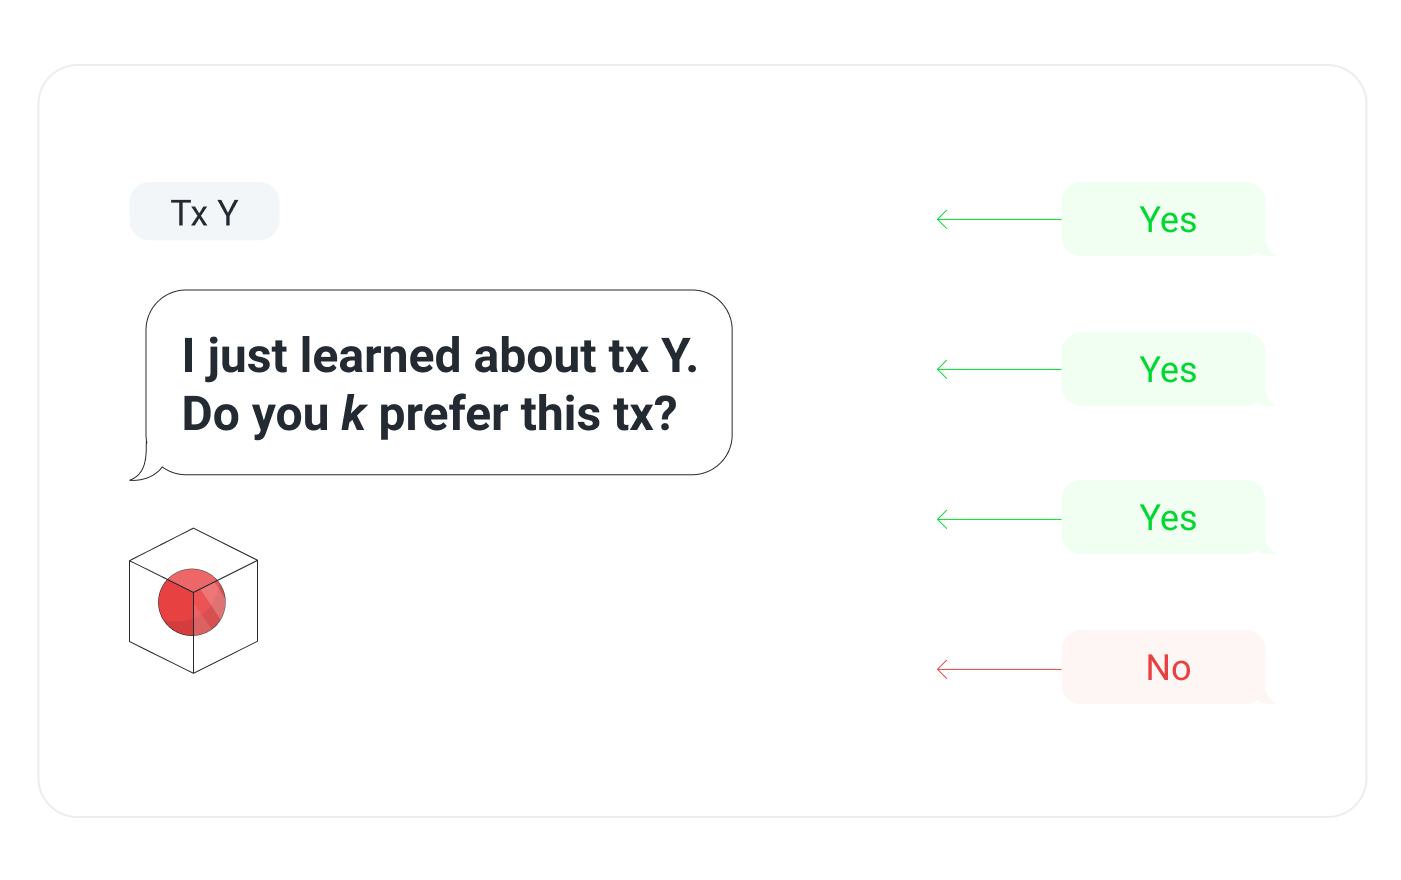 Tx Y
I just learned about tx Y.
Do you k prefer this tx?
Yes
Yes
Yes
No